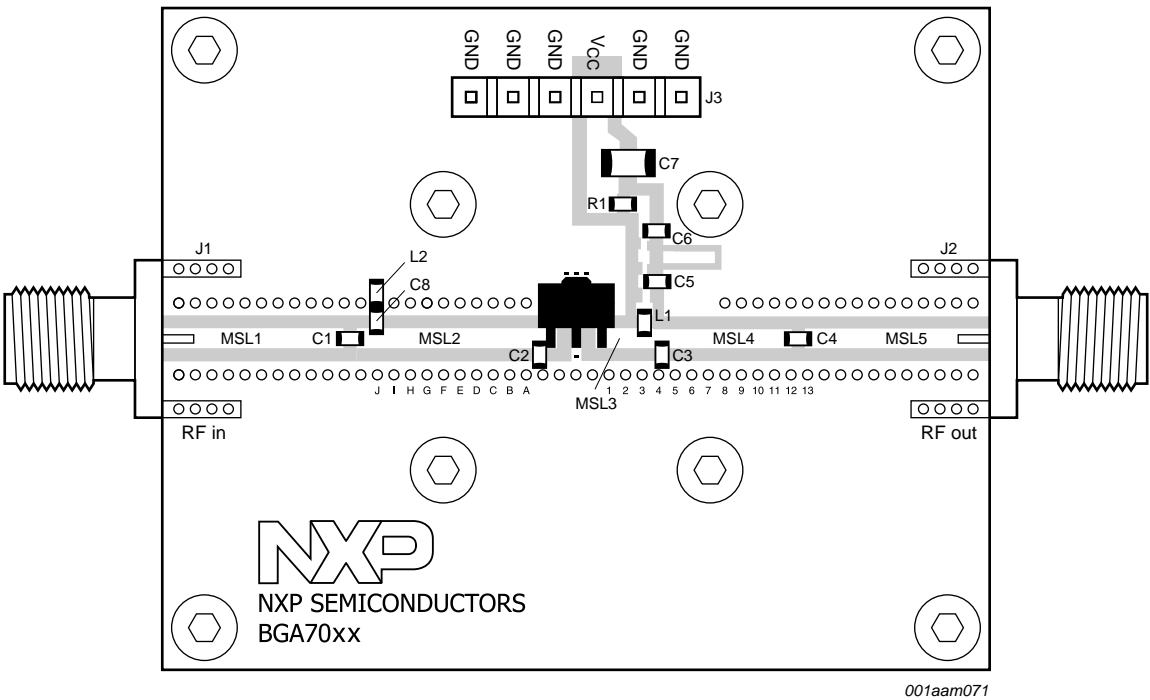 GND
GND
GND
VCC
GND
GND
J3
C7
R1
C6
J1
J2
L2
C8
C5
L1
MSL1
C1
MSL2
C2
C3
MSL4
C4
MSL5
J I H G F E D C B A 1 2 3 4 5 6 7 8 9 10 11 12 13
MSL3
RF in
RF out
NXP
NXP SEMICONDUCTORS
BGA70xx
001aam071